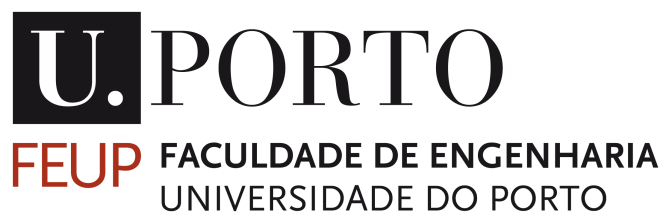 U. PORTO
FEUP FACULDADE DE ENGENHARIA
UNIVERSIDADE DO PORTO